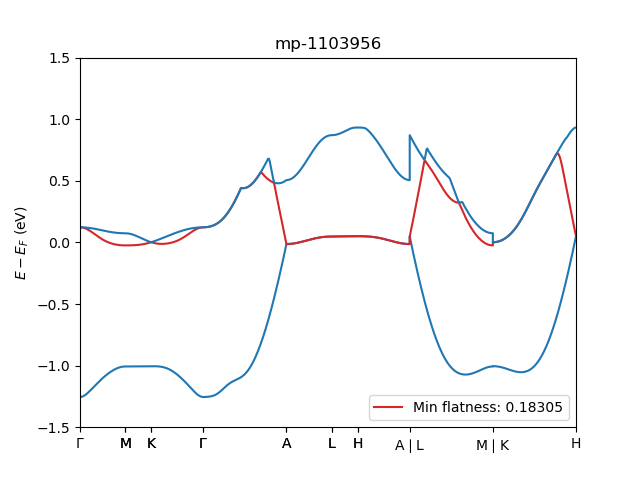 mp-1103956
E − E_F (eV)
1.5
1.0
0.5
0.0
−0.5
−1.0
−1.5
Min flatness: 0.18305
Γ M K Γ A L H A | L M | K H